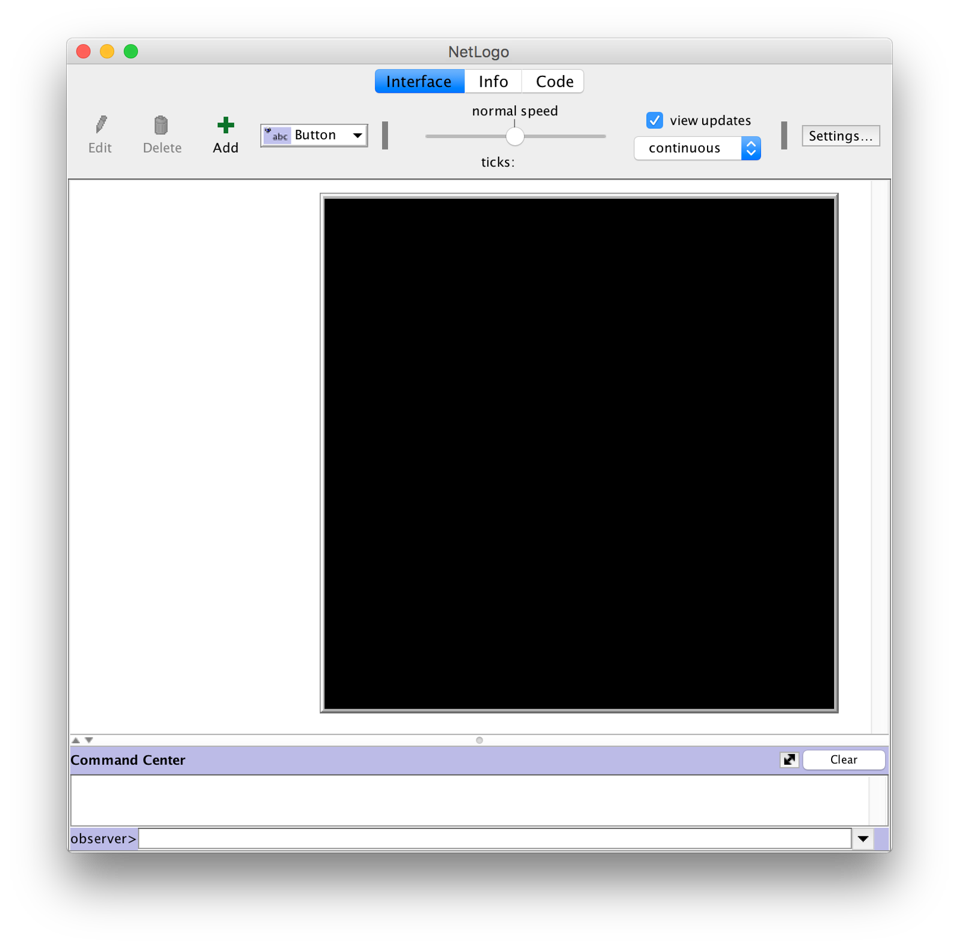 NetLogo
Interface Info Code
normal speed
view updates
Edit Delete Add abc Button Settings...
continuous
ticks:
Command Center Clear
observer>